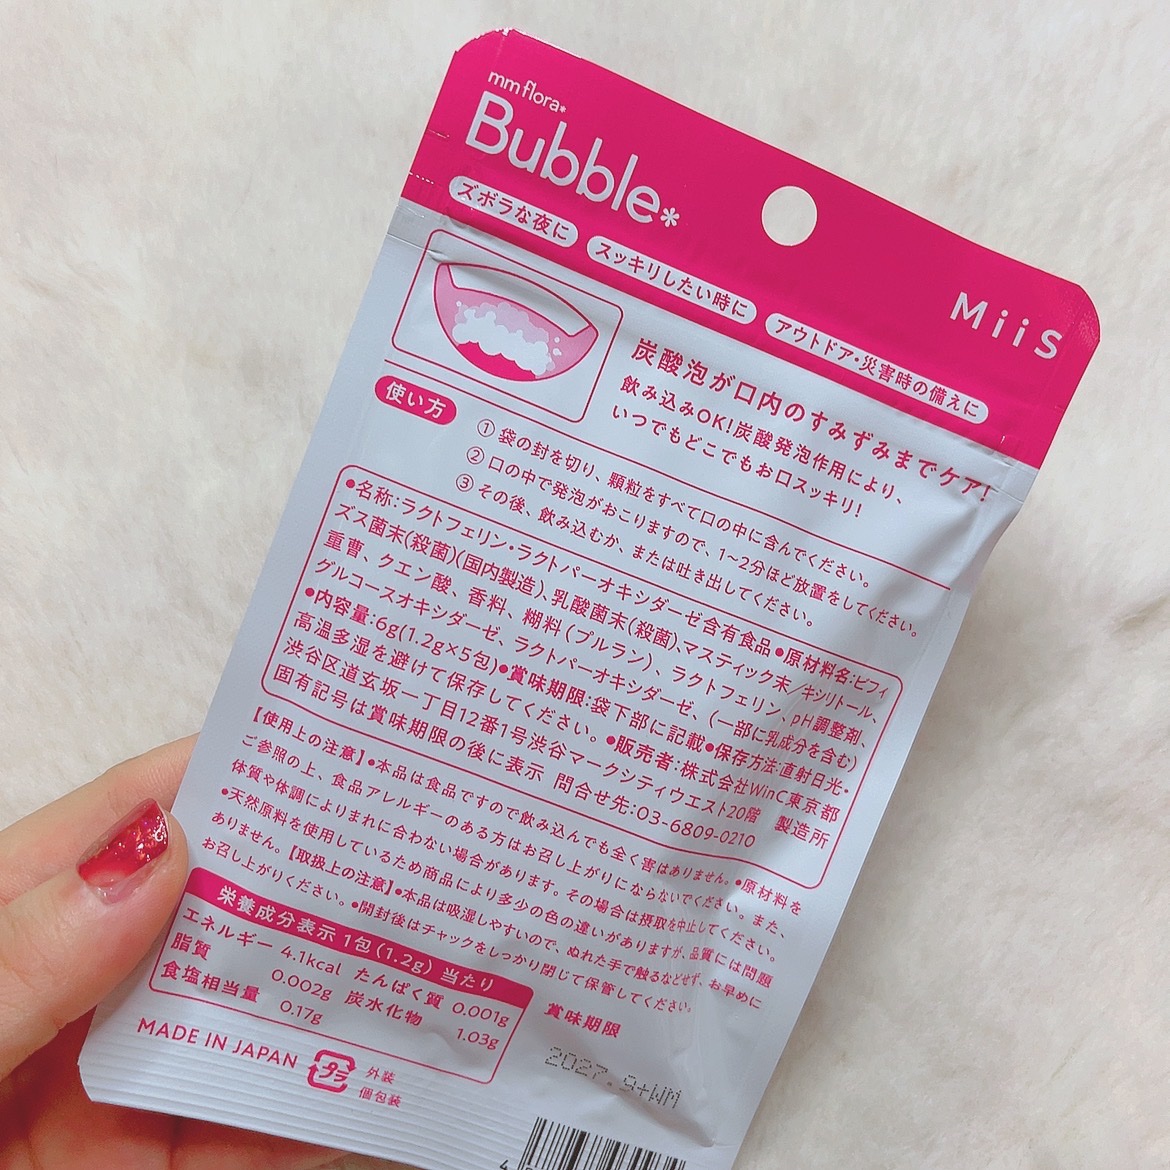 mm flora*
Bubble*
MiiS
ズボラな夜に
スッキリしたい時に
アウトドア・災害時の備えに
炭酸泡が口内のすみずみまでケア!
飲み込みOK!炭酸発泡作用により、
いつでもどこでもお口スッキリ!
使い方
① 袋の封を切り、顆粒をすべて口の中に含んでください。
② 口の中で発泡がおこりますので、1~2分ほど放置をしてください。
③ その後、飲み込むか、または吐き出してください。
●名称:ラクトフェリン・ラクトパーオキシダーゼ含有食品 ●原材料名:ビフィ
ズス菌末(殺菌)(国内製造)、乳酸菌末(殺菌)、マスティック末/キシリトール、
重曹、クエン酸、香料、糊料(プルラン)、ラクトフェリン、pH調整剤、
グルコースオキシダーゼ、ラクトパーオキシダーゼ、(一部に乳成分を含む)
●内容量:6g(1.2g×5包)●賞味期限:袋下部に記載●保存方法:直射日光・
高温多湿を避けて保存してください。●販売者:株式会社WinC東京都
渋谷区道玄坂一丁目12番1号渋谷マークシティウエスト20階 製造所
固有記号は賞味期限の後に表示 問合せ先:03-6809-0210
【使用上の注意】●本品は食品ですので飲み込んでも全く害はありません。●原材料を
ご参照の上、食品アレルギーのある方はお召し上がりにならないでください。また、
体質や体調によりまれに合わない場合があります。その場合は摂取を中止してください。
●天然原料を使用しているため商品により多少の色の違いがありますが、品質には問題
ありません。【取扱上の注意】●本品は吸湿しやすいので、ぬれた手で触るなどせず、お早めに
お召し上がりください。●開封後はチャックをしっかり閉じて保管してください。
栄養成分表示 1包(1.2g)当たり
エネルギー 4.1kcal たんぱく質 0.001g
脂質 0.002g 炭水化物 1.03g
食塩相当量 0.17g
賞味期限
2027.9+WM
MADE IN JAPAN
プラ
外装
個包装
4